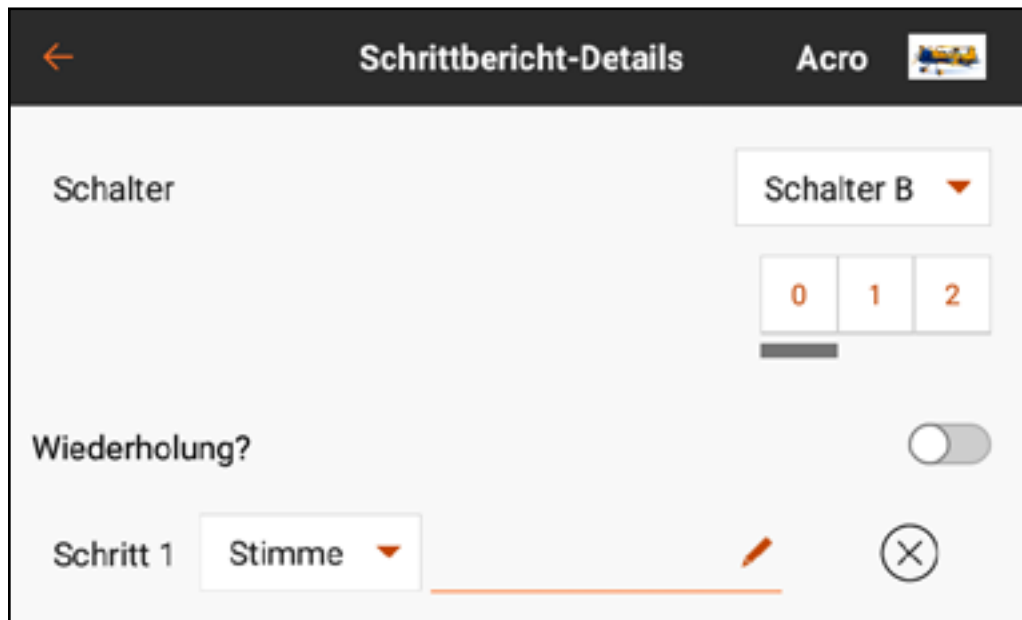 Schrittbericht-Details Acro
Schalter Schalter B
0 1 2
Wiederholung?
Schritt 1 Stimme